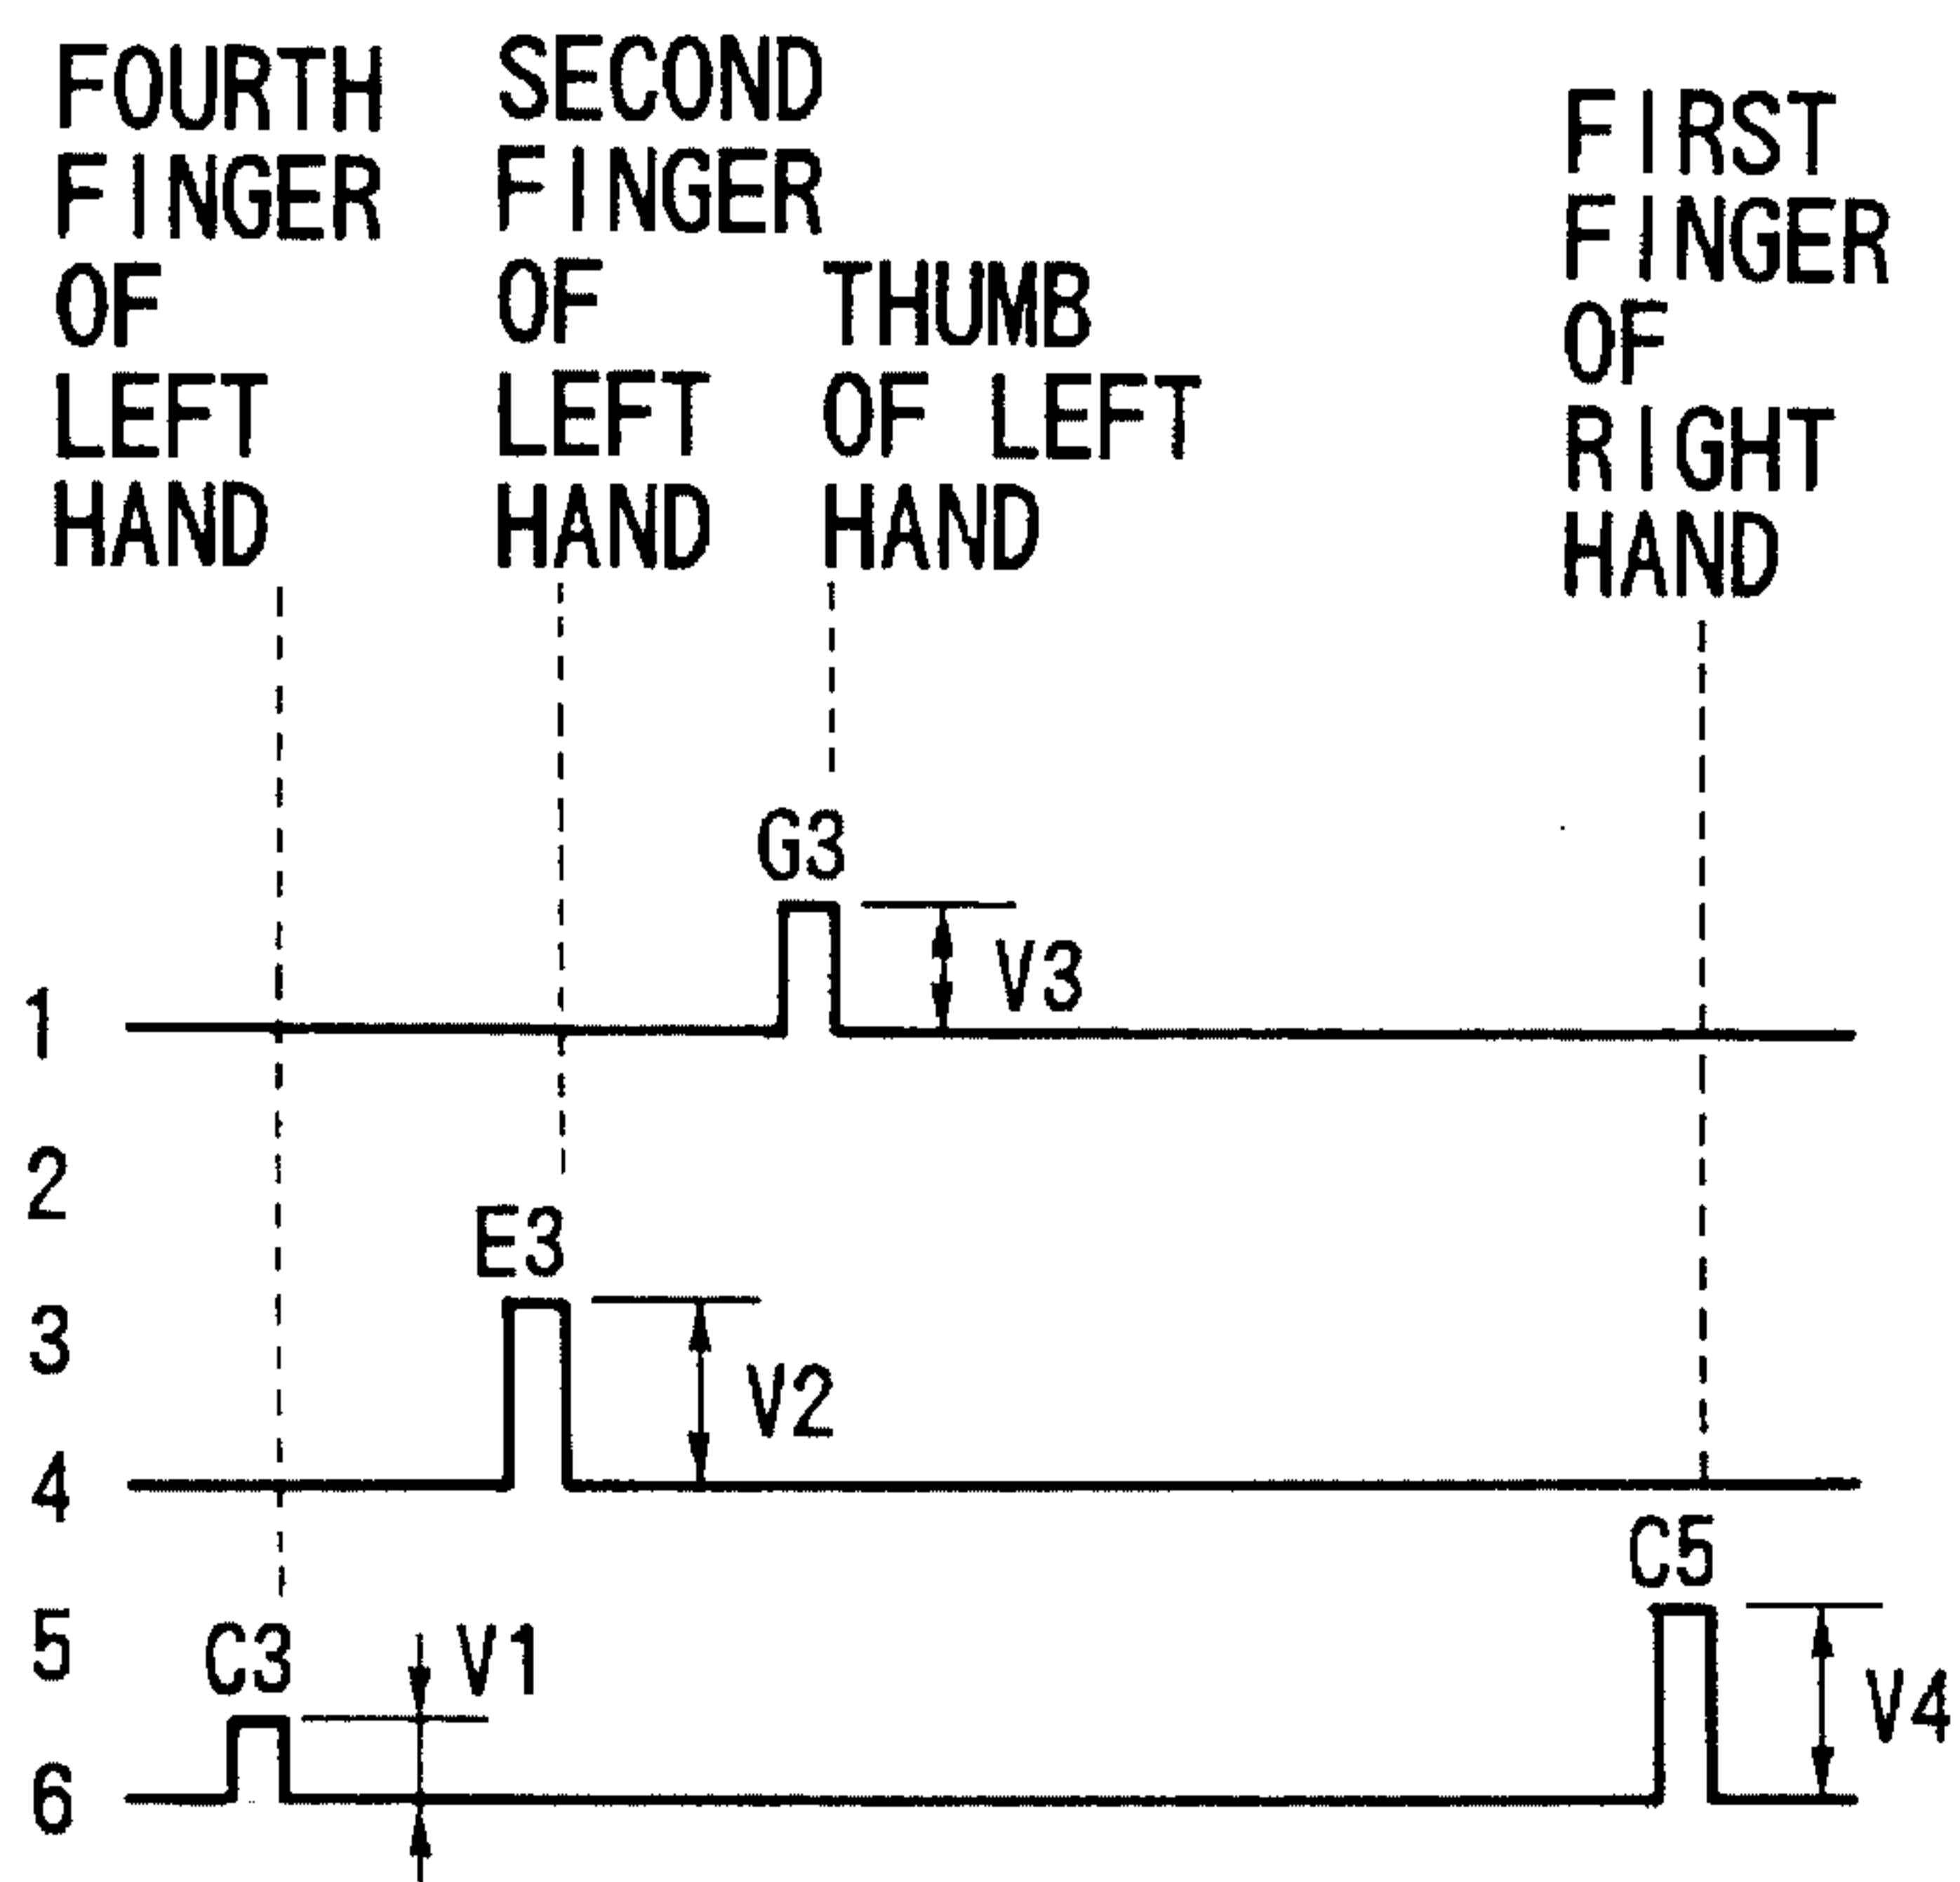 FOURTH
FINGER
OF
LEFT
HAND
SECOND
FINGER
OF
LEFT
HAND
THUMB
OF LEFT
HAND
FIRST
FINGER
OF
RIGHT
HAND
G3
V3
1
2
E3
3
V2
4
C5
5
C3
V1
V4
6